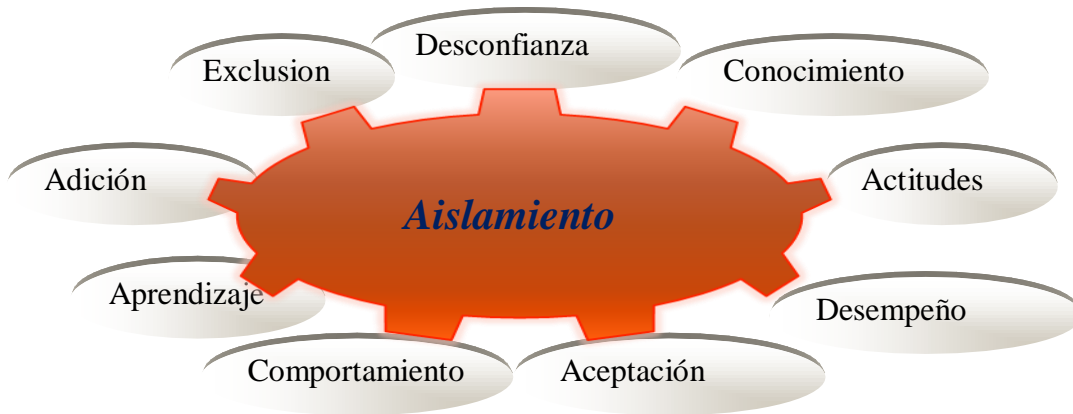 Desconfianza
Exclusion
Conocimiento
Adición
Actitudes
Aislamiento
Aprendizaje
Desempeño
Comportamiento
Aceptación